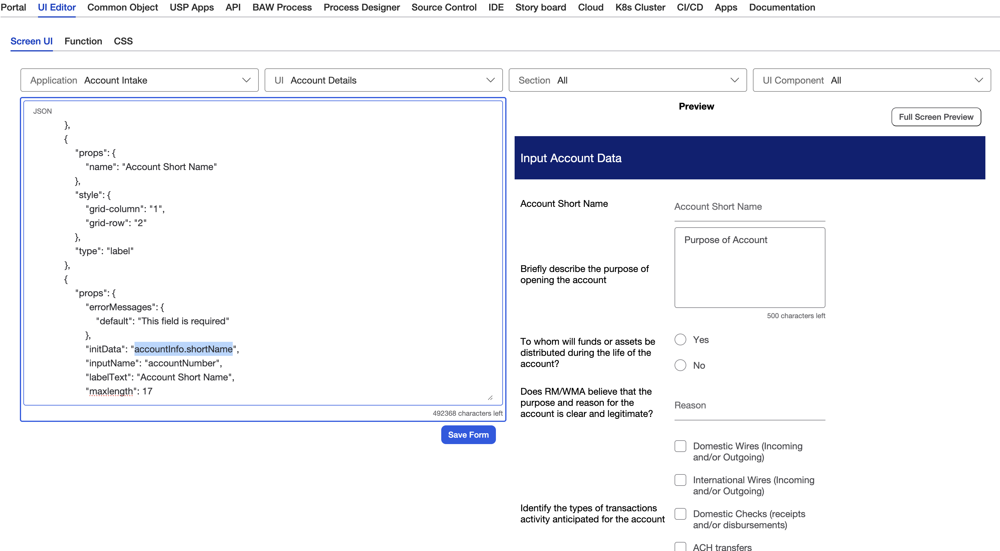 Portal UI Editor Common Object USP Apps API BAW Process Process Designer Source Control IDE Story board Cloud K8s Cluster CI/CD Apps Documentation
Screen UI Function CSS
Application Account Intake UI Account Details Section All UI Component All
JSON
},
{
"props": {
"name": "Account Short Name"
},
"style": {
"grid-column": "1",
"grid-row": "2"
},
"type": "label"
},
{
"props": {
"errorMessages": {
"default": "This field is required"
},
"initData": "accountInfo.shortName",
"inputName": "accountNumber",
"labelText": "Account Short Name",
"maxlength": 17
492368 characters left
Save Form
Preview
Full Screen Preview
Input Account Data
Account Short Name
Account Short Name
Purpose of Account
Briefly describe the purpose of
opening the account
500 characters left
To whom will funds or assets be
distributed during the life of the
account?
Yes
No
Does RM/WMA believe that the
purpose and reason for the
account is clear and legitimate?
Reason
Identify the types of transactions
activity anticipated for the account
Domestic Wires (Incoming
and/or Outgoing)
International Wires (Incoming
and/or Outgoing)
Domestic Checks (receipts
and/or disbursements)
ACH transfers